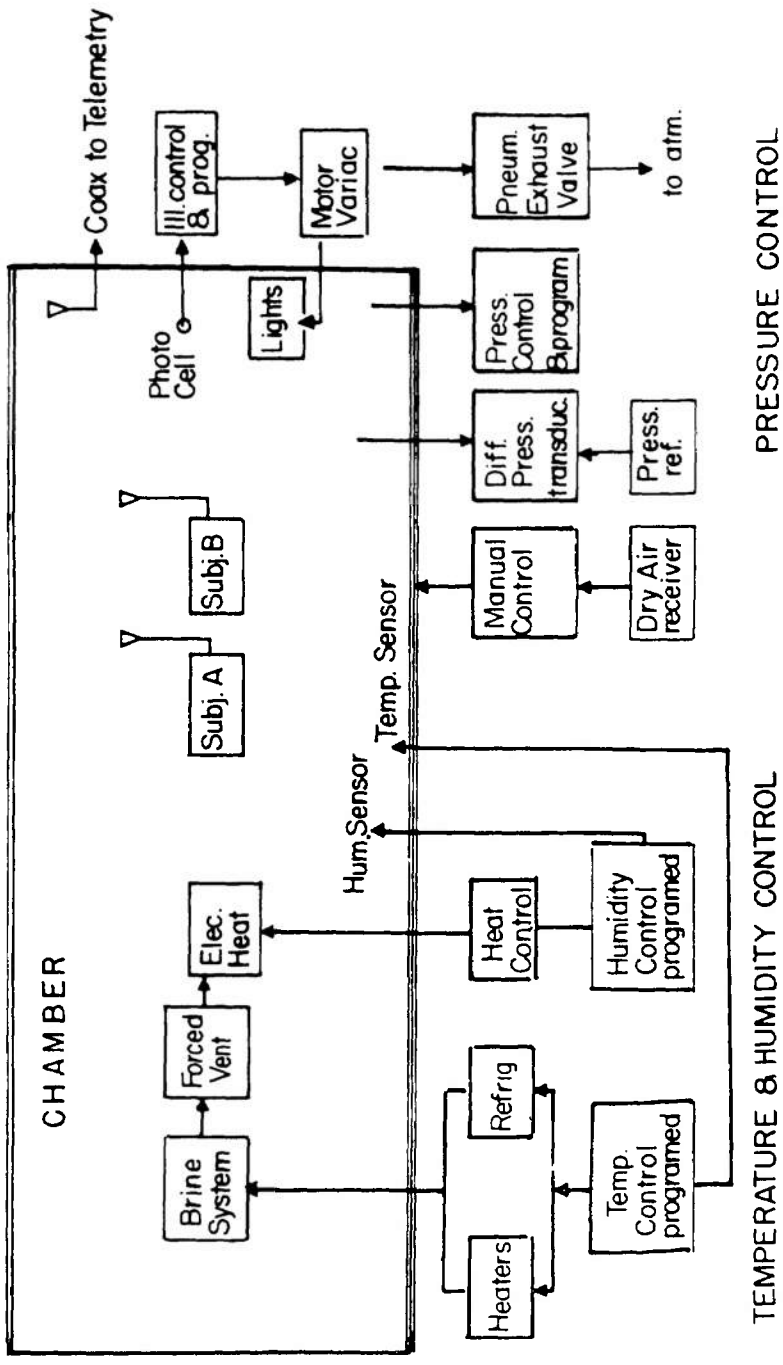 CHAMBER
Coax to Telemetry
Photo
Cell
Ill. control
& prog.
Lights
Motor
Variac
Subj. A
Subj. B
Brine
System
Forced
Vent
Elec.
Heat
Hum. Sensor
Temp. Sensor
Heaters
Refrig
Temp.
Control
programed
Heat
Control
Humidity
Control
programed
Manual
Control
Dry Air
receiver
Diff.
Press.
transduc.
Press.
ref.
Press.
Control
&program
Pneum.
Exhaust
Valve
to atm.
TEMPERATURE & HUMIDITY CONTROL
PRESSURE CONTROL